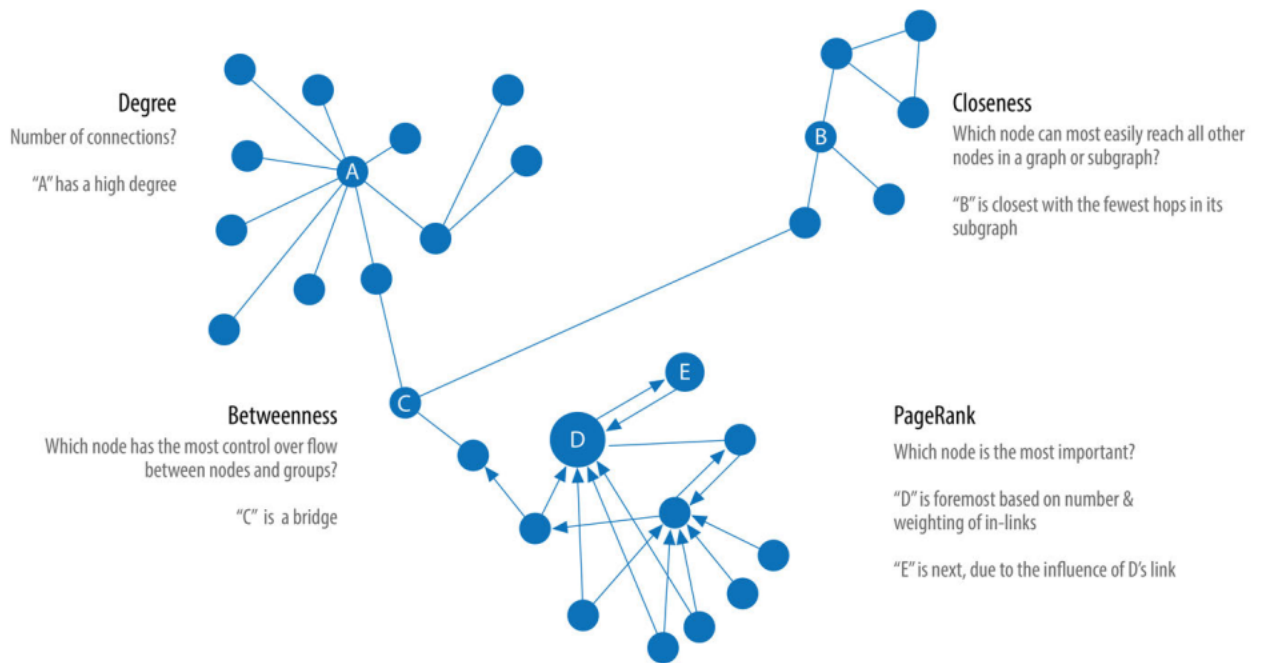 Degree
Number of connections?
“A” has a high degree
A
B
Closeness
Which node can most easily reach all other
nodes in a graph or subgraph?
“B” is closest with the fewest hops in its
subgraph
Betweenness
Which node has the most control over flow
between nodes and groups?
“C” is a bridge
C
D
E
PageRank
Which node is the most important?
“D” is foremost based on number &
weighting of in-links
“E” is next, due to the influence of D’s link